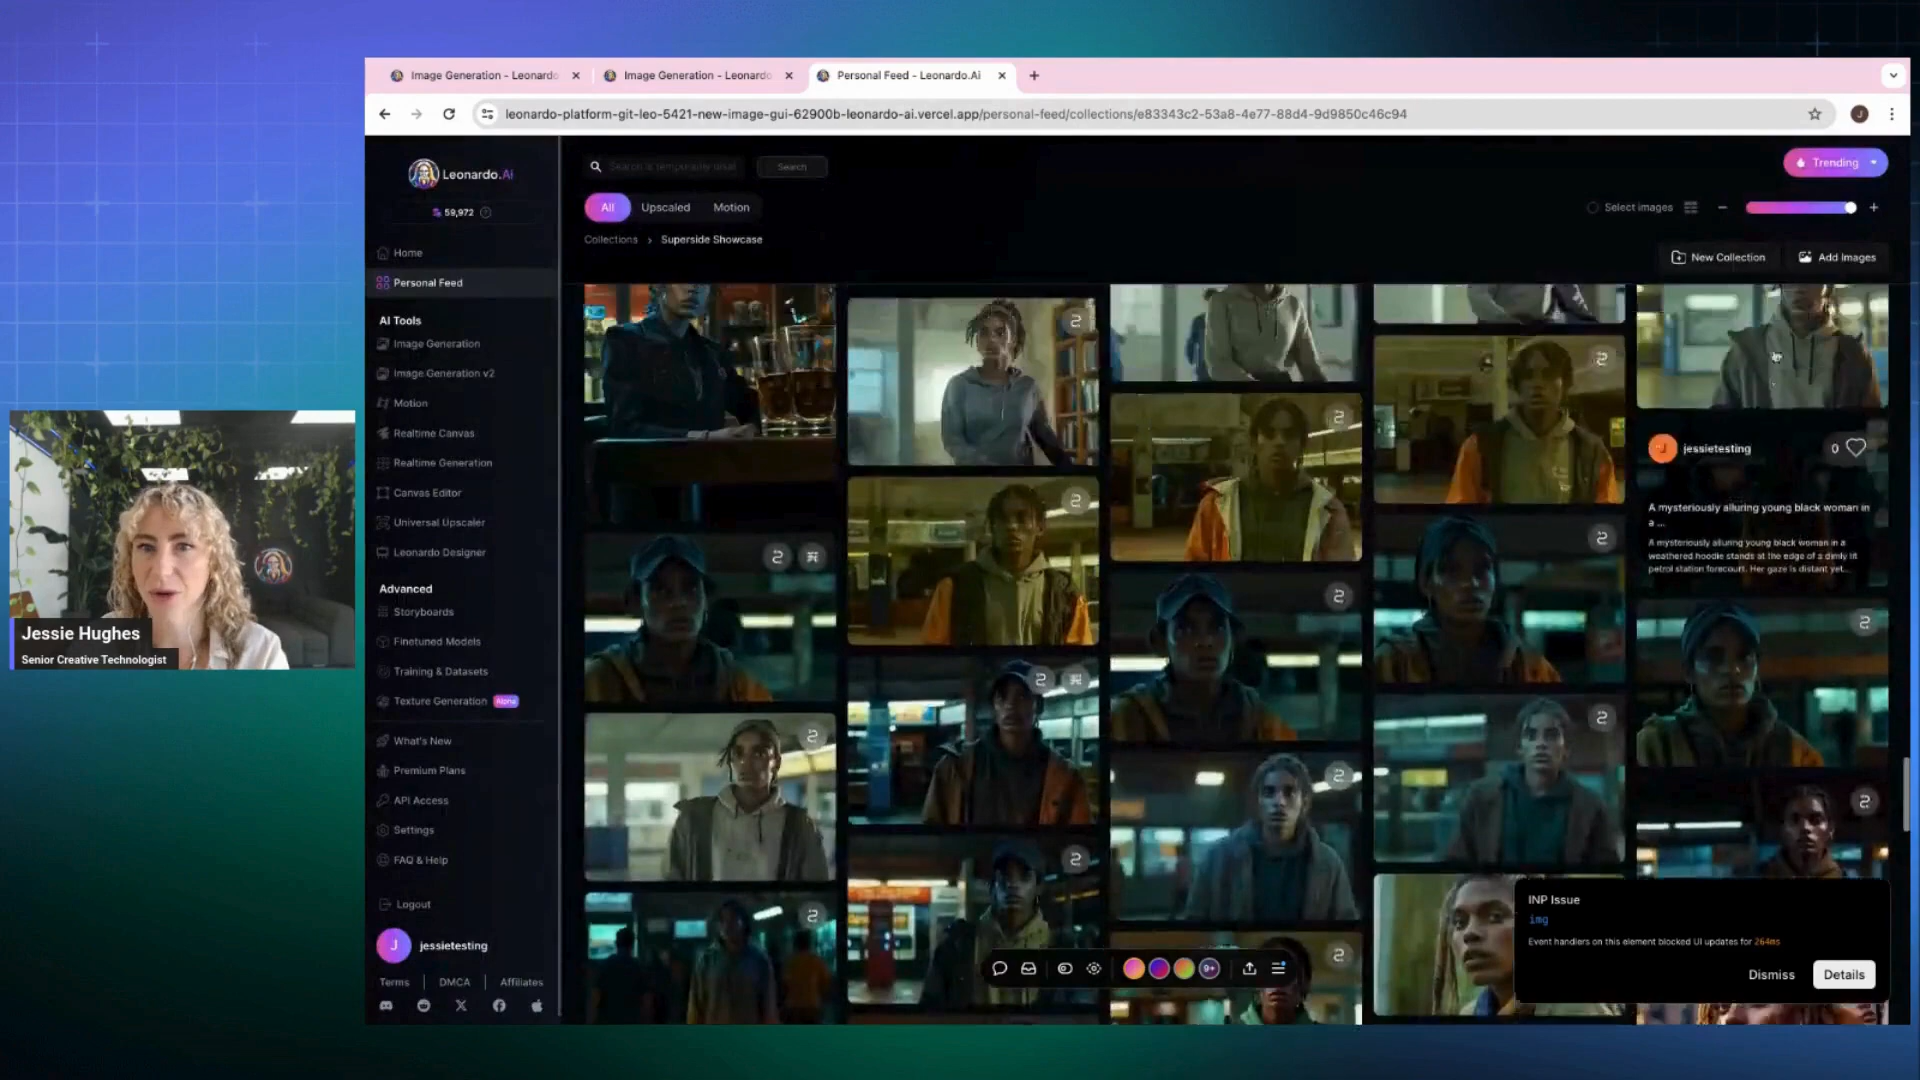 Image Generation - Leonardo
Image Generation - Leonardo
Personal Feed - Leonardo.Ai
leonardo-platform-git-leo-5421-new-image-gui-62900b-leonardo-ai.vercel.app/personal-feed/collections/e83343c2-53a8-4e77-88d4-9d9850c46c94
J
Leonardo.Ai
59,972
Search is temporarily
Search
Trending
All
Upscaled
Motion
Select images
Collections > Superside Showcase
New Collection
Add Images
Home
Personal Feed
AI Tools
Image Generation
Image Generation v2
Motion
Realtime Canvas
Realtime Generation
Canvas Editor
Universal Upscaler
Leonardo Designer
Advanced
Storyboards
Finetuned Models
Training & Datasets
Texture Generation Alpha
What's New
Premium Plans
API Access
Settings
FAQ & Help
Logout
J jessietesting
Terms | DMCA | Affiliates
jessietesting 0
A mysteriously alluring young black woman in
a ...
A mysteriously alluring young black woman in a
weathered hoodie stands at the edge of a dimly lit
petrol station forecourt. Her gaze is distant yet...
9+
INP Issue
img
Event handlers on this element blocked UI updates for 264ms
Dismiss
Details
Jessie Hughes
Senior Creative Technologist